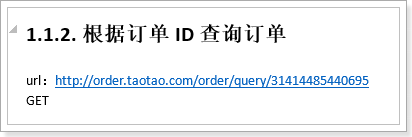 1.1.2. 根据订单 ID 查询订单
url：http://order.taotao.com/order/query/31414485440695
GET